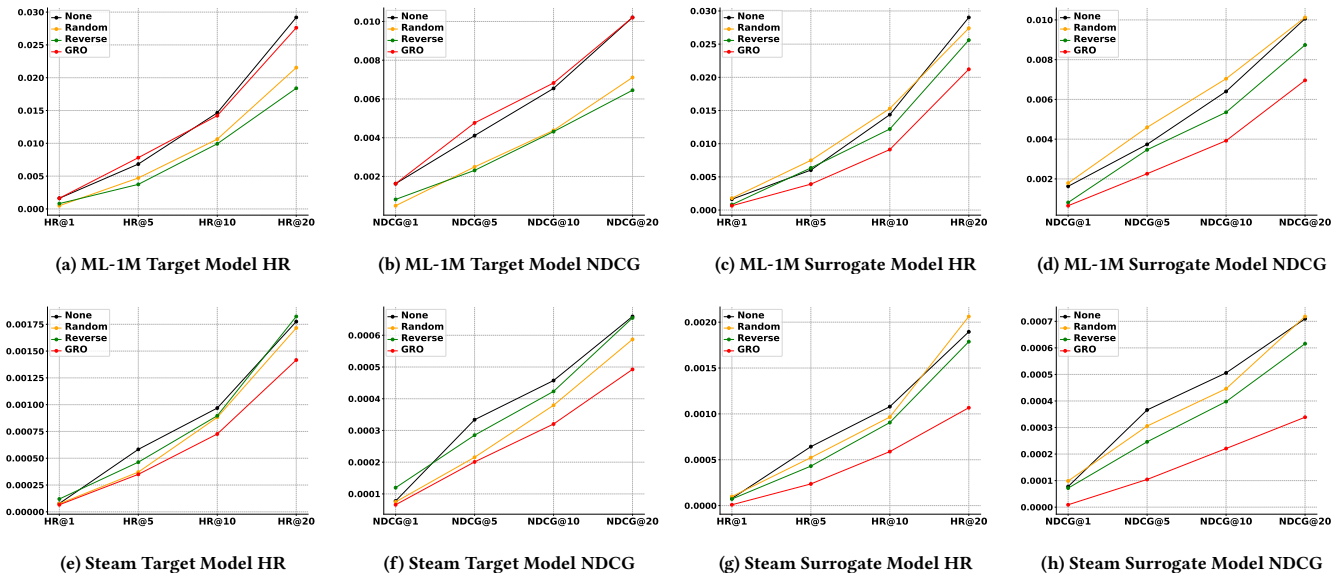 None
Random
Reverse
GRO
0.030
0.025
0.020
0.015
0.010
0.005
0.000
HR@1 HR@5 HR@10 HR@20
(a) ML-1M Target Model HR
None
Random
Reverse
GRO
0.010
0.008
0.006
0.004
0.002
NDCG@1 NDCG@5 NDCG@10 NDCG@20
(b) ML-1M Target Model NDCG
None
Random
Reverse
GRO
0.030
0.025
0.020
0.015
0.010
0.005
0.000
HR@1 HR@5 HR@10 HR@20
(c) ML-1M Surrogate Model HR
None
Random
Reverse
GRO
0.010
0.008
0.006
0.004
0.002
NDCG@1 NDCG@5 NDCG@10 NDCG@20
(d) ML-1M Surrogate Model NDCG
None
Random
Reverse
GRO
0.00175
0.00150
0.00125
0.00100
0.00075
0.00050
0.00025
0.00000
HR@1 HR@5 HR@10 HR@20
(e) Steam Target Model HR
None
Random
Reverse
GRO
0.0006
0.0005
0.0004
0.0003
0.0002
0.0001
NDCG@1 NDCG@5 NDCG@10 NDCG@20
(f) Steam Target Model NDCG
None
Random
Reverse
GRO
0.0020
0.0015
0.0010
0.0005
0.0000
HR@1 HR@5 HR@10 HR@20
(g) Steam Surrogate Model HR
None
Random
Reverse
GRO
0.0007
0.0006
0.0005
0.0004
0.0003
0.0002
0.0001
0.0000
NDCG@1 NDCG@5 NDCG@10 NDCG@20
(h) Steam Surrogate Model NDCG